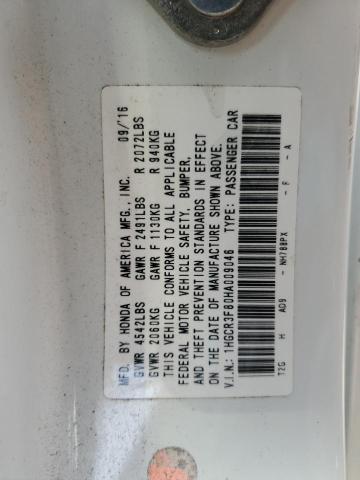 MFD. BY HONDA OF AMERICA MFG., INC. 09/16
GVWR 4542LBS GAWR F 2491LBS R 2072LBS
GVWR 2060KG GAWR F 1130KG R 940KG
THIS VEHICLE CONFORMS TO ALL APPLICABLE
FEDERAL MOTOR VEHICLE SAFETY, BUMPER,
AND THEFT PREVENTION STANDARDS IN EFFECT
ON THE DATE OF MANUFACTURE SHOWN ABOVE.
V.I.N.: 1HGCR3F80HA009046 TYPE: PASSENGER CAR
T2G H AD9 - NH788PX - F - A